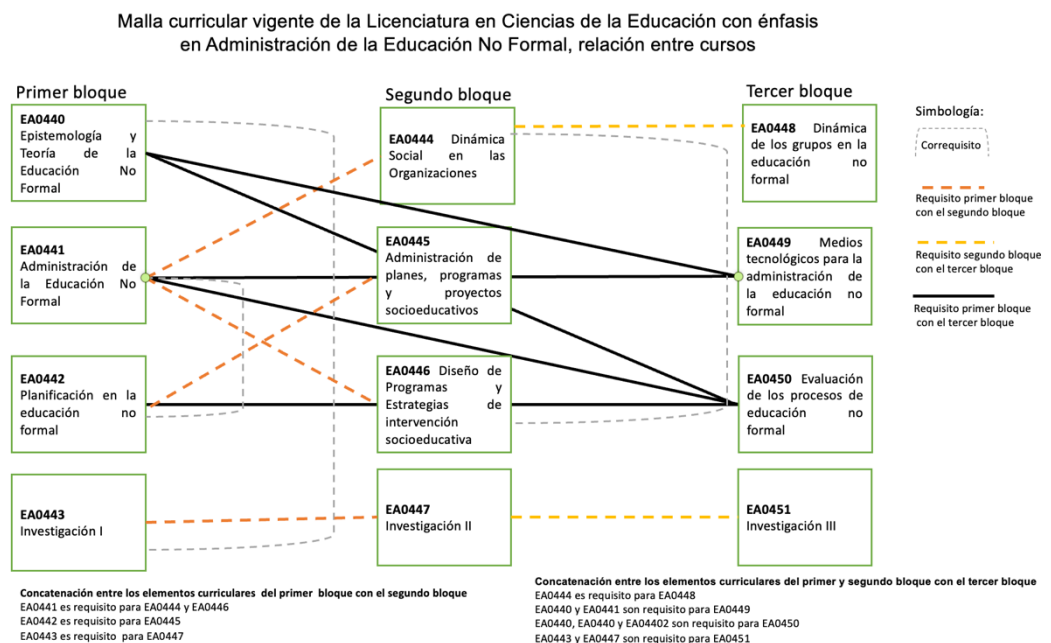 Malla curricular vigente de la Licenciatura en Ciencias de la Educación con énfasis
en Administración de la Educación No Formal, relación entre cursos
Primer bloque
EA0440
Epistemología y
Teoría de la
Educación No
Formal
EA0441
Administración de
la Educación No
Formal
EA0442
Planificación en la
educación no
formal
EA0443
Investigación I
Segundo bloque
EA0444 Dinámica
Social en las
Organizaciones
EA0445
Administración de
planes, programas
y proyectos
socioeducativos
EA0446 Diseño de
Programas y
Estrategias de
intervención
socioeducativa
EA0447
Investigación II
Tercer bloque
EA0448 Dinámica
de los grupos en la
educación no
formal
EA0449 Medios
tecnológicos para la
administración de
la educación no
formal
EA0450 Evaluación
de los procesos de
educación no
formal
EA0451
Investigación III
Simbología:
Correquisito
Requisito primer bloque
con el segundo bloque
Requisito segundo bloque
con el tercer bloque
Requisito primer bloque
con el tercer bloque
Concatenación entre los elementos curriculares del primer bloque con el segundo bloque
EA0441 es requisito para EA0444 y EA0446
EA0442 es requisito para EA0445
EA0443 es requisito para EA0447
Concatenación entre los elementos curriculares del primer y segundo bloque con el tercer bloque
EA0444 es requisito para EA0448
EA0440 y EA0441 son requisito para EA0449
EA0440, EA0440 y EA04402 son requisito para EA0450
EA0443 y EA0447 son requisito para EA0451